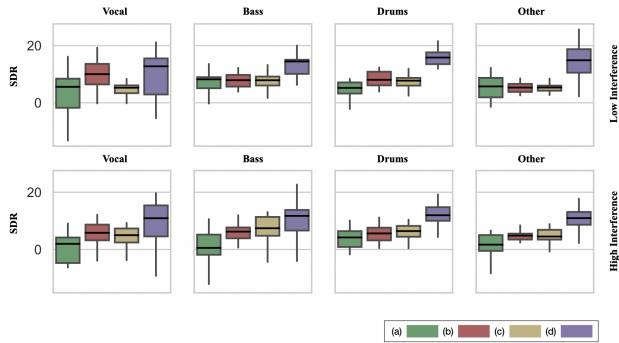 Vocal Bass Drums Other
SDR
20
0
Low Interference
Vocal Bass Drums Other
SDR
20
0
High Interference
(a) (b) (c) (d)